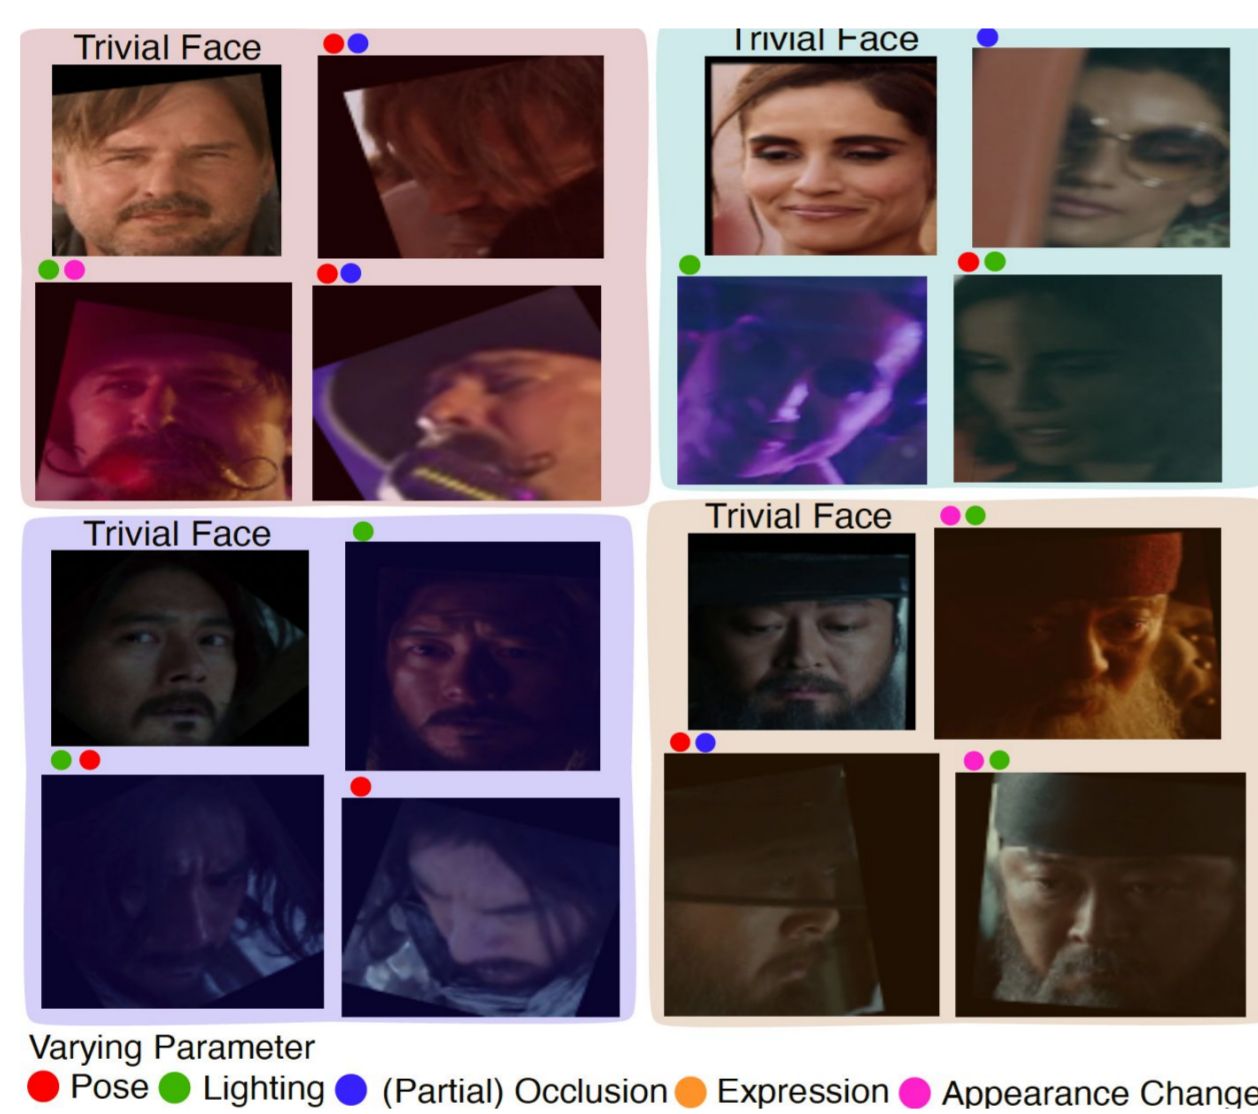 Trivial Face
Trivial Face
Trivial Face
Trivial Face
Varying Parameter
Pose Lighting (Partial) Occlusion Expression Appearance Change